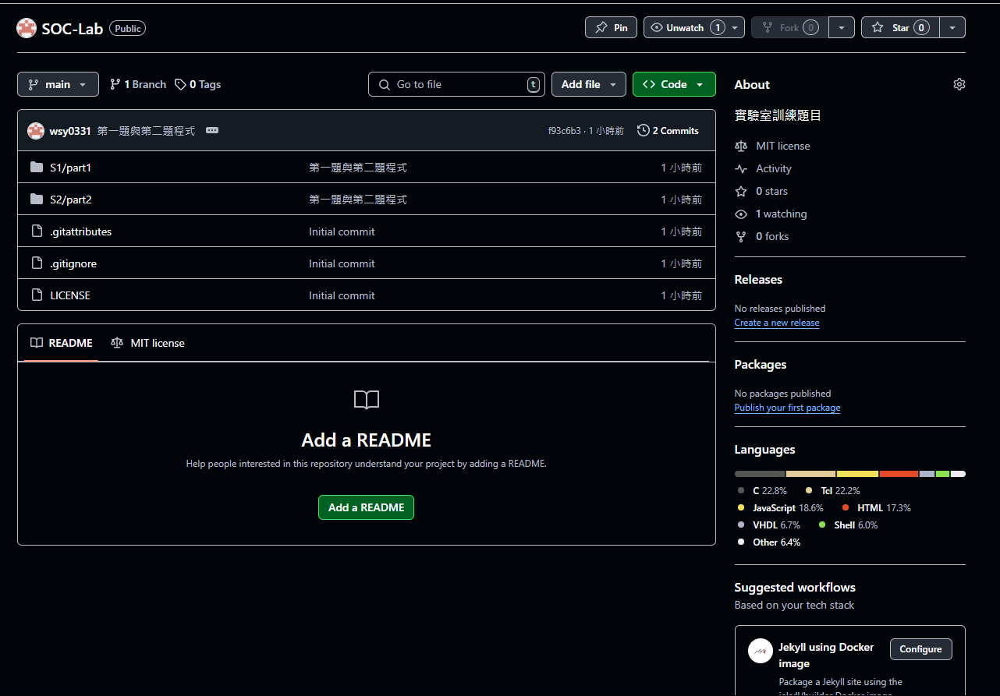 SOC-Lab Public Pin Unwatch 1 Fork 0 Star 0
main 1 Branch 0 Tags Go to file t Add file Code
wsy0331 第一題與第二題程式 f93c6b3 · 1 小時前 2 Commits
S1/part1 第一題與第二題程式 1 小時前
S2/part2 第一題與第二題程式 1 小時前
.gitattributes Initial commit 1 小時前
.gitignore Initial commit 1 小時前
LICENSE Initial commit 1 小時前
README MIT license
Add a README
Help people interested in this repository understand your project by adding a README.
Add a README
About
實驗室訓練題目
MIT license
Activity
0 stars
1 watching
0 forks
Releases
No releases published
Create a new release
Packages
No packages published
Publish your first package
Languages
C 22.8% Tcl 22.2%
JavaScript 18.6% HTML 17.3%
VHDL 6.7% Shell 6.0%
Other 6.4%
Suggested workflows
Based on your tech stack
Jekyll using Docker Configure
image
Package a Jekyll site using the
jekyll/builder Docker image.